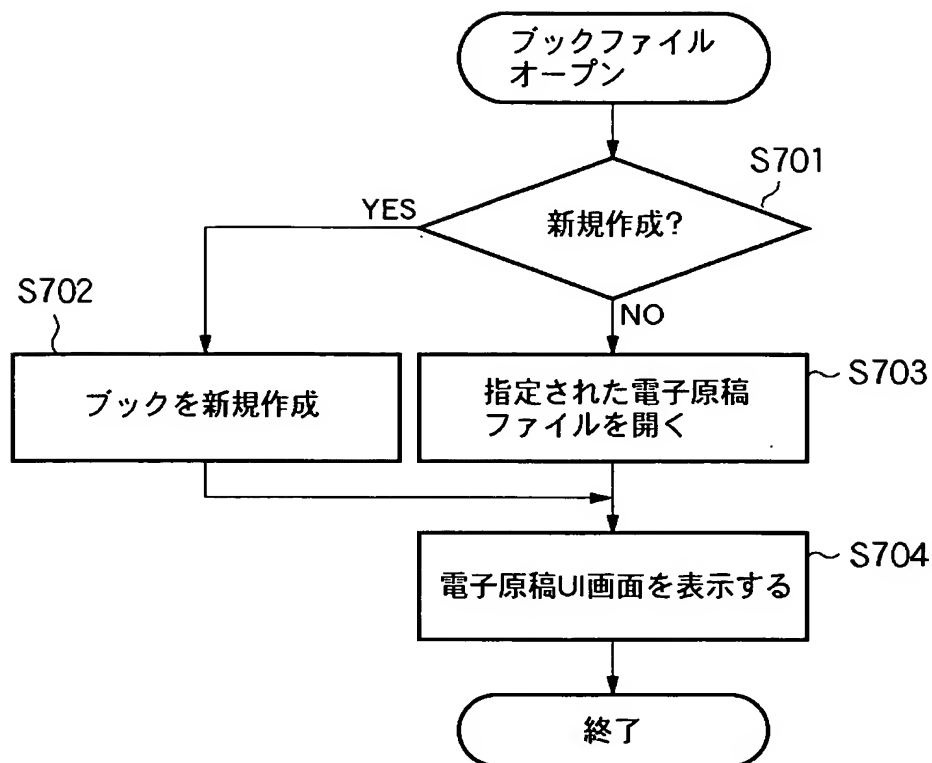 ブックファイル
オープン
S701
新規作成?
YES
NO
S702
ブックを新規作成
S703
指定された電子原稿
ファイルを開く
S704
電子原稿UI画面を表示する
終了